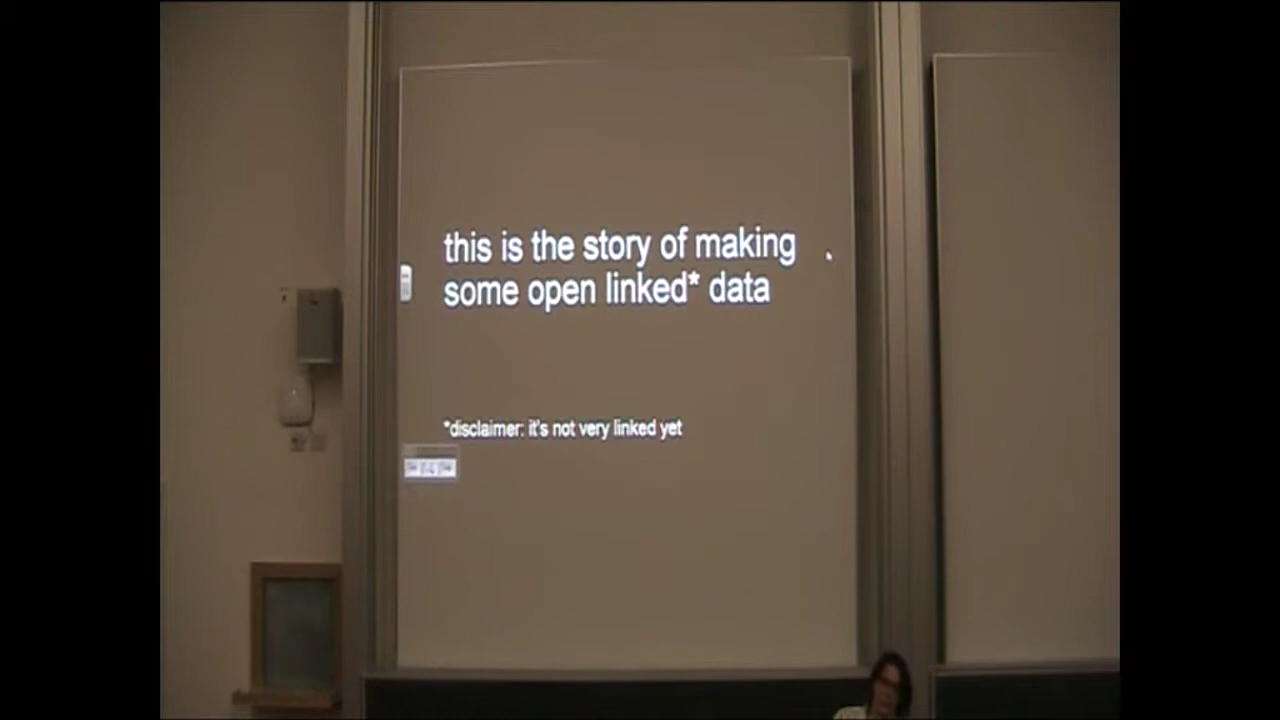 this is the story of making
some open linked* data
*disclaimer: it's not very linked yet